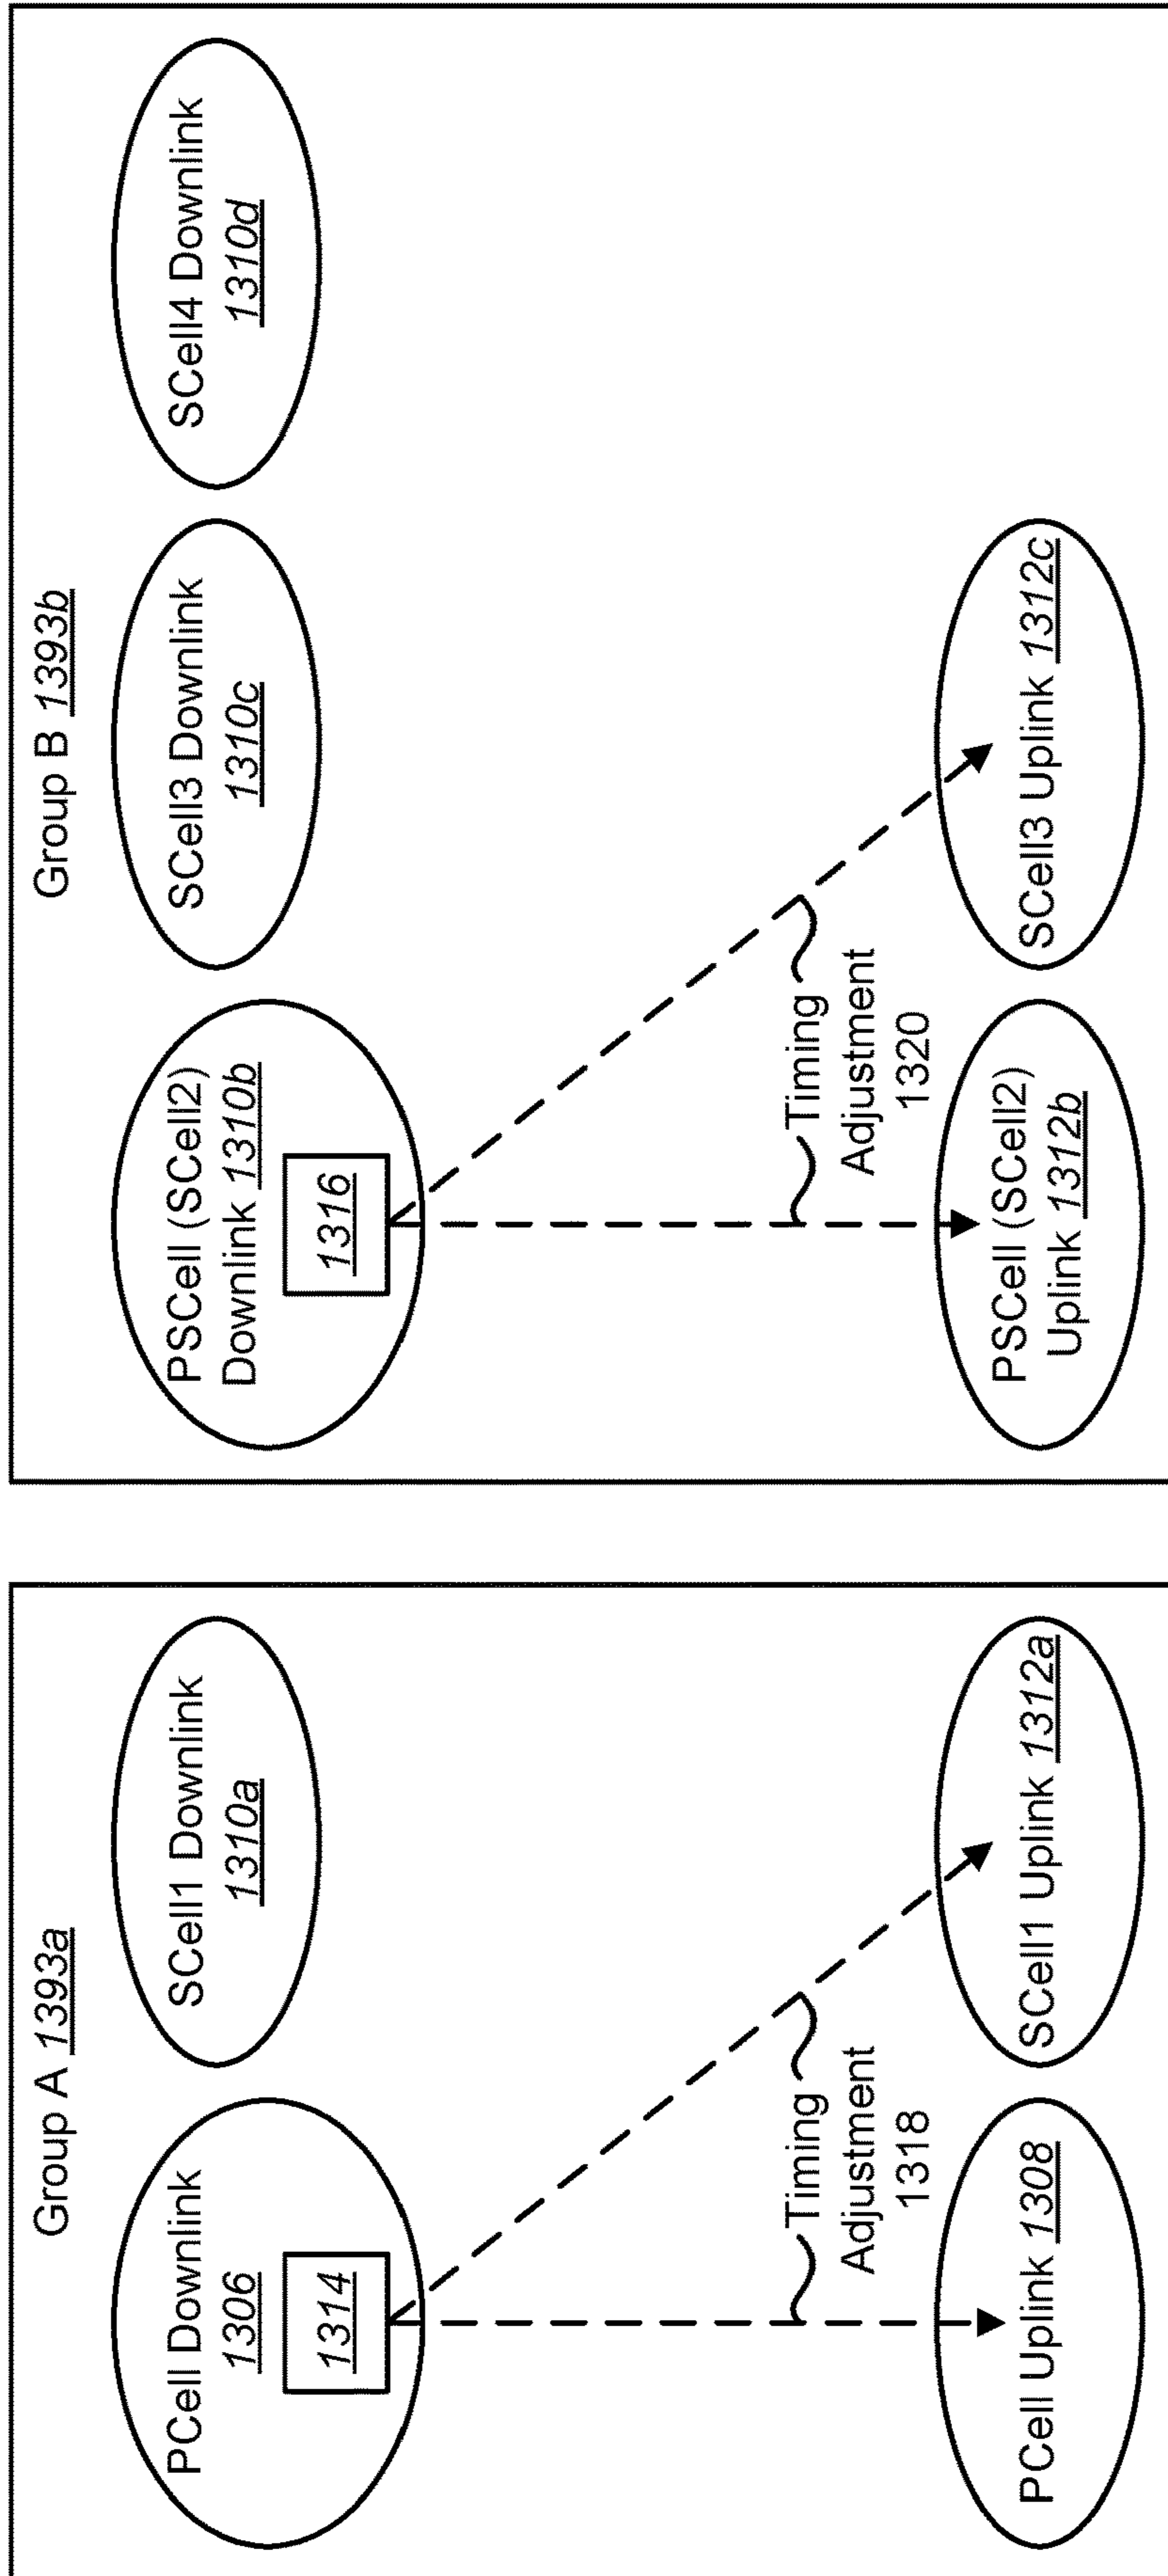 Group A 1393a
PCell Downlink
1306
1314
SCell1 Downlink
1310a
Timing
Adjustment
1318
PCell Uplink 1308
SCell1 Uplink 1312a
Group B 1393b
PSCell (SCell2)
Downlink 1310b
1316
SCell3 Downlink
1310c
SCell4 Downlink
1310d
Timing
Adjustment
1320
PSCell (SCell2)
Uplink 1312b
SCell3 Uplink 1312c